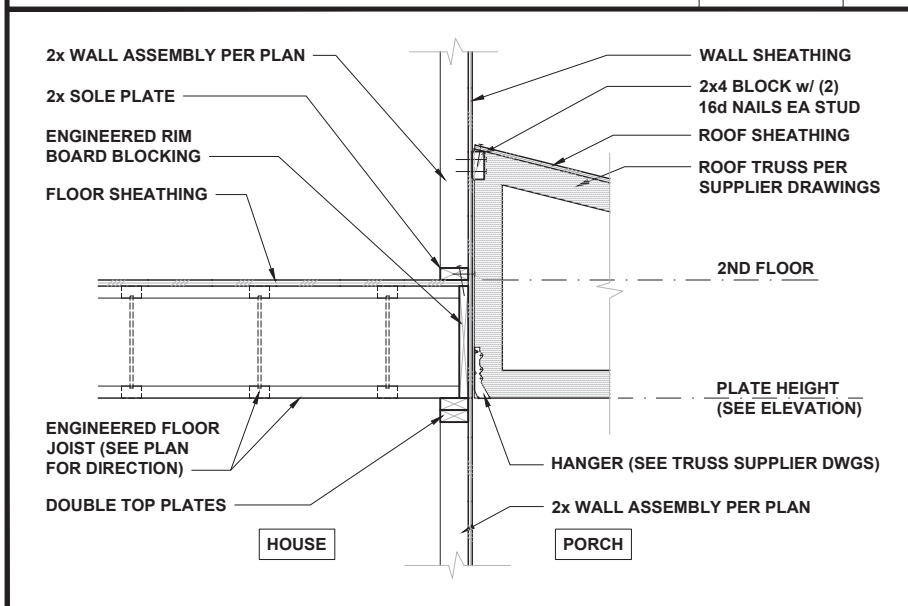 2x WALL ASSEMBLY PER PLAN
2x SOLE PLATE
ENGINEERED RIM
BOARD BLOCKING
FLOOR SHEATHING
ENGINEERED FLOOR
JOIST (SEE PLAN
FOR DIRECTION)
DOUBLE TOP PLATES
HOUSE
WALL SHEATHING
2x4 BLOCK w/ (2)
16d NAILS EA STUD
ROOF SHEATHING
ROOF TRUSS PER
SUPPLIER DRAWINGS
2ND FLOOR
PLATE HEIGHT
(SEE ELEVATION)
HANGER (SEE TRUSS SUPPLIER DWGS)
2x WALL ASSEMBLY PER PLAN
PORCH